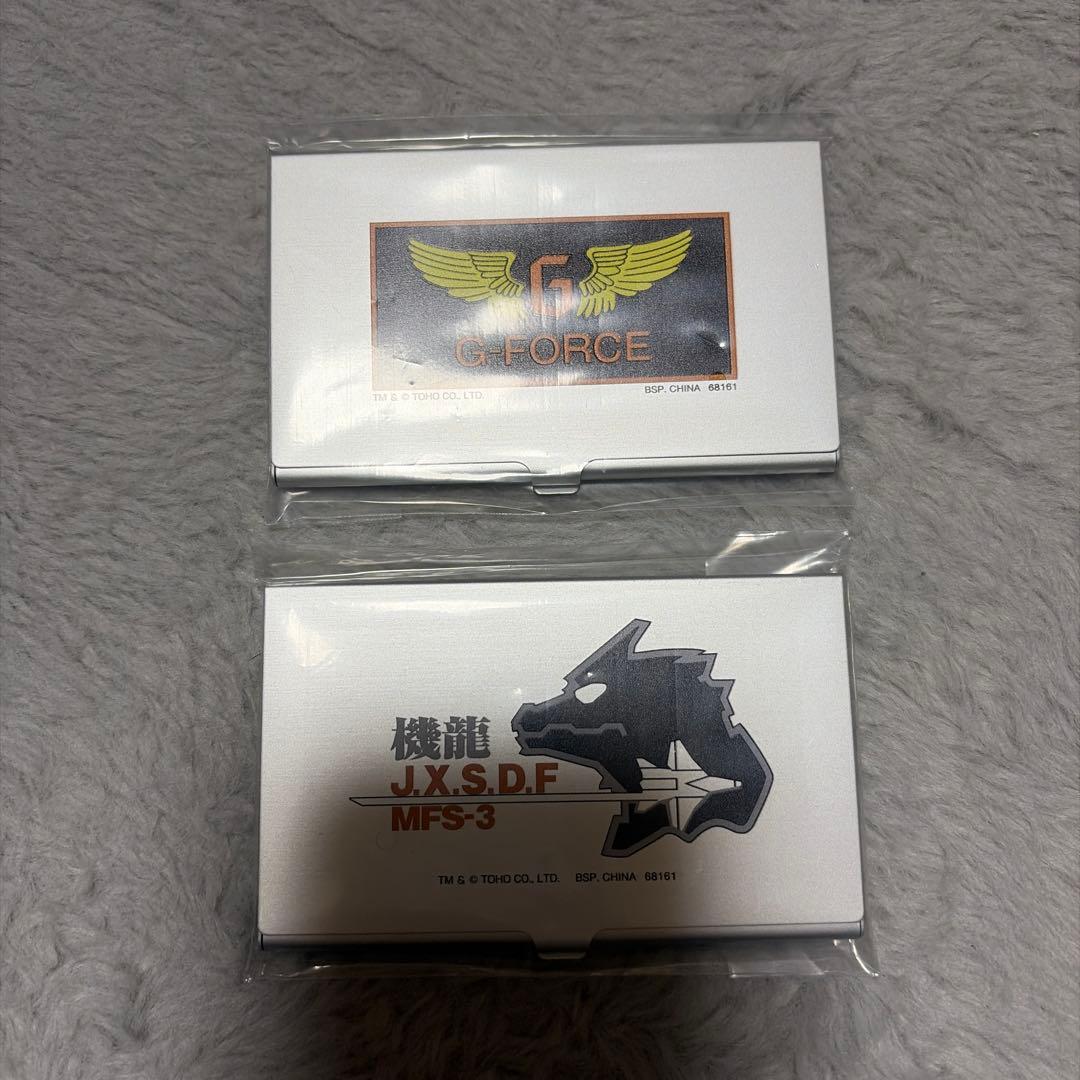 G
G-FORCE
TM & © TOHO CO., LTD.
BSP. CHINA 68161
機龍
J.X.S.D.F
MFS-3
TM & © TOHO CO., LTD. BSP. CHINA 68161